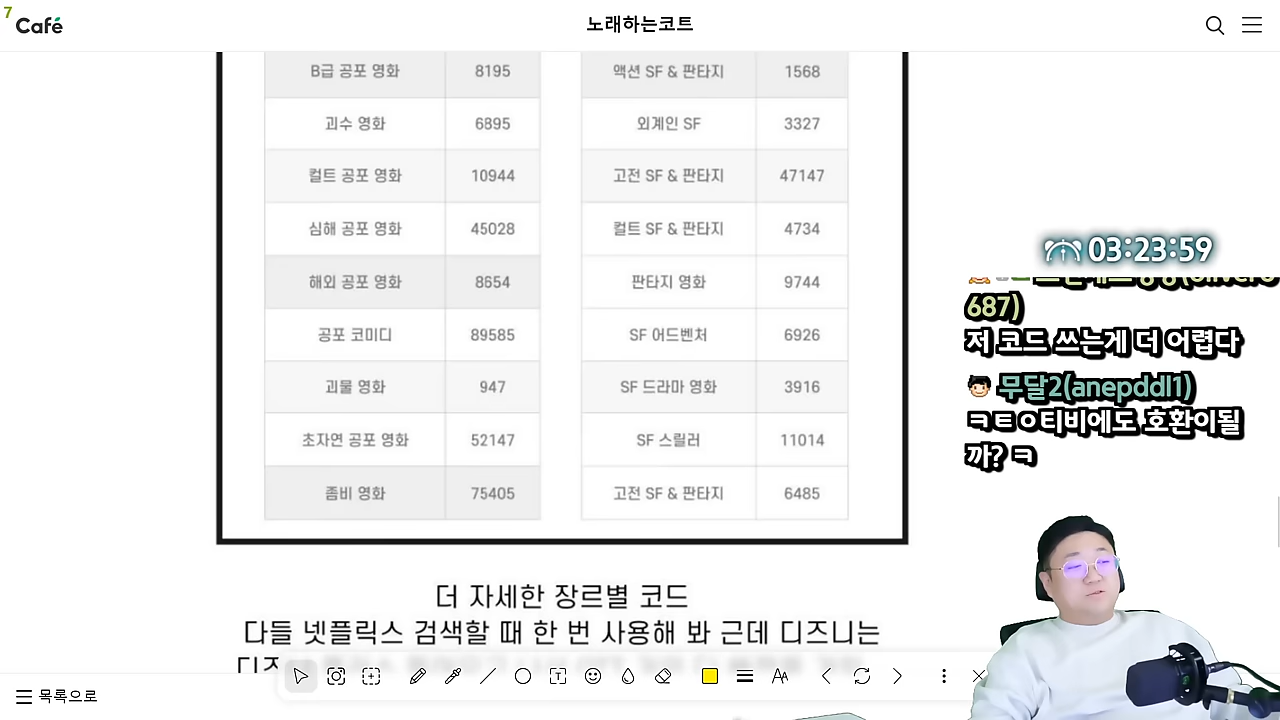 7
Café
노래하는코트
B급 공포 영화 8195 액션 SF & 판타지 1568
괴수 영화 6895 외계인 SF 3327
컬트 공포 영화 10944 고전 SF & 판타지 47147
심해 공포 영화 45028 컬트 SF & 판타지 4734
해외 공포 영화 8654 판타지 영화 9744
공포 코미디 89585 SF 어드벤처 6926
괴물 영화 947 SF 드라마 영화 3916
초자연 공포 영화 52147 SF 스릴러 11014
좀비 영화 75405 고전 SF & 판타지 6485
더 자세한 장르별 코드
다들 넷플릭스 검색할 때 한 번 사용해 봐 근데 디즈니는
목록으로
03:23:59
687)
저 코드 쓰는게 더 어렵다
무달2(anepddl1)
ㅋㅌㅇ티비에도 호환이될
까? ㅋ